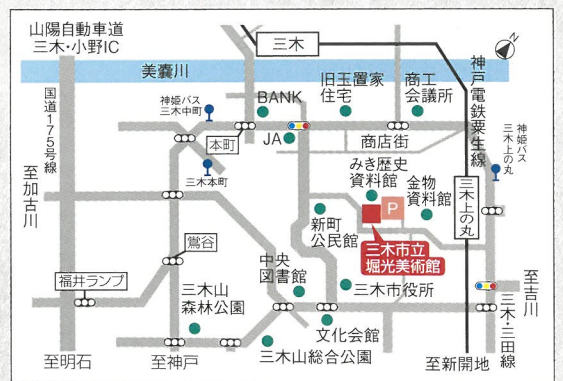 山陽自動車道
三木・小野IC
三木
美嚢川
国道175号線
神姫バス
三木中町
BANK
旧玉置家
住宅
商工
会議所
神戸電鉄粟生線
神姫バス
三木上の丸
本町
JA
商店街
三木本町
至加古川
みき歴史
資料館
金物
資料館
P
三木上の丸
新町
公民館
三木市立
堀光美術館
鶯谷
福井ランプ
中央
図書館
三木市役所
至吉川
三木山
森林公園
文化会館
三木・三田線
至明石
至神戸
三木山総合公園
至新開地